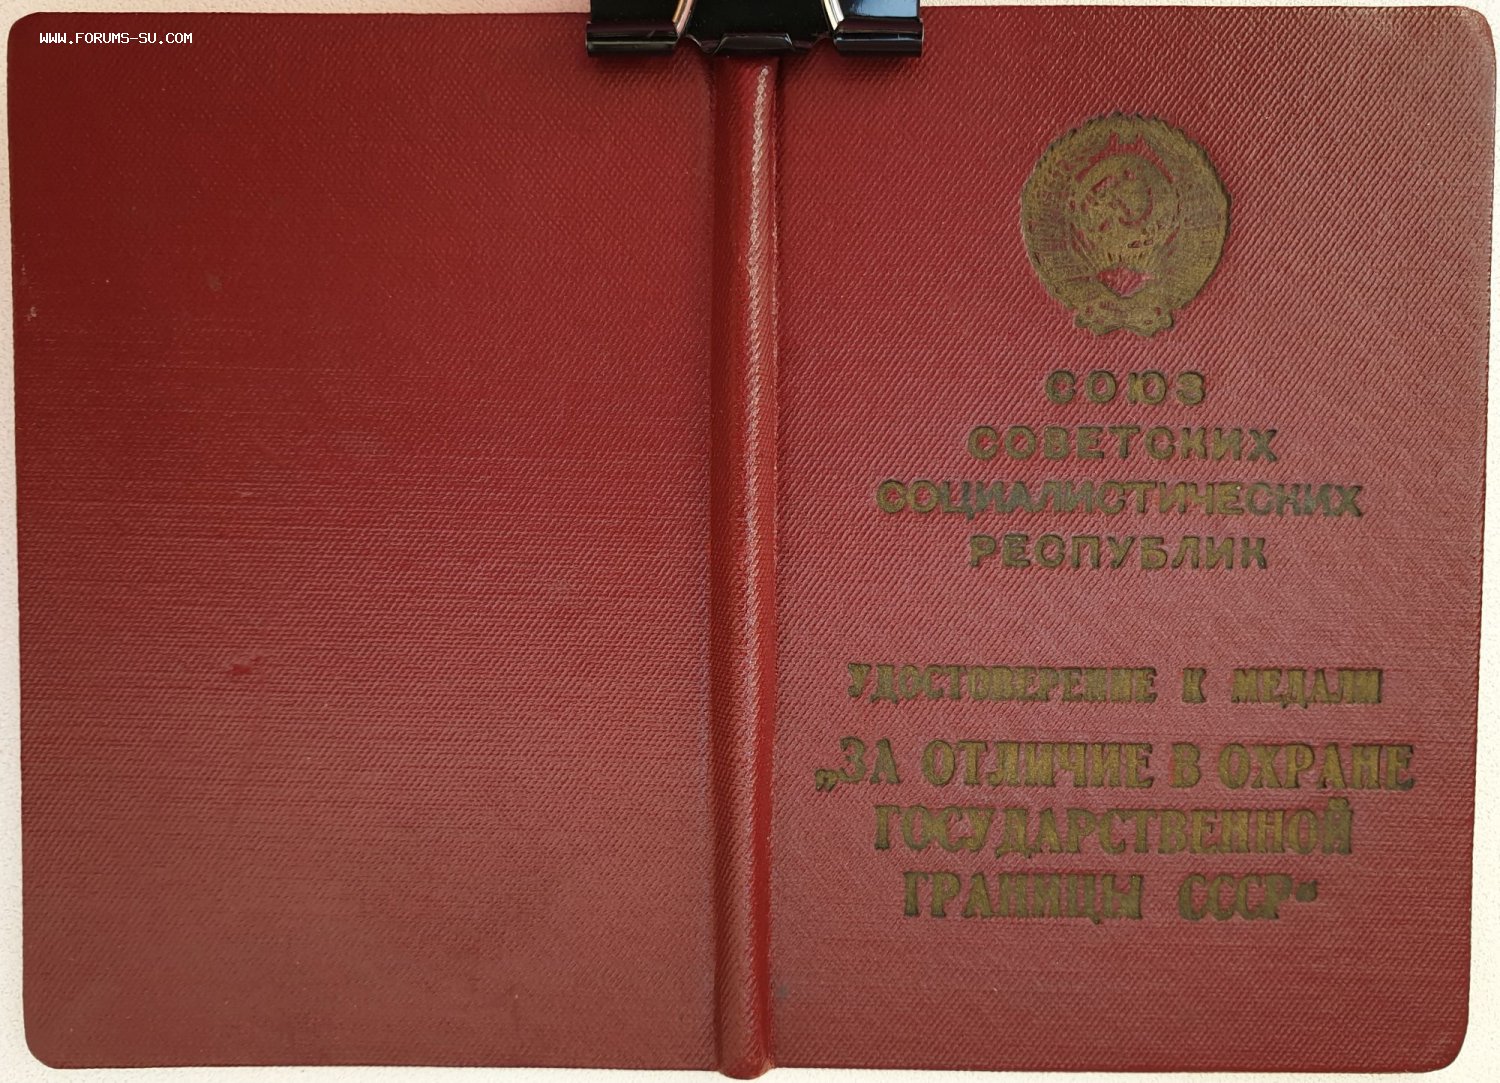 WWW.FORUMS-SU.COM
СОЮЗ
СОВЕТСКИХ
СОЦИАЛИСТИЧЕСКИХ
РЕСПУБЛИК
УДОСТОВЕРЕНИЕ К МЕДАЛИ
„ЗА ОТЛИЧИЕ В ОХРАНЕ
ГОСУДАРСТВЕННОЙ
ГРАНИЦЫ СССР“